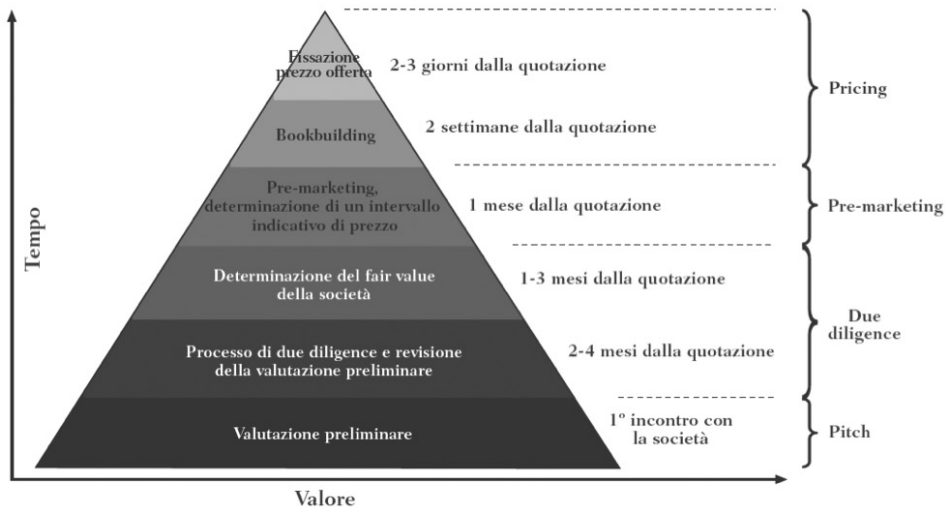 Fissazione
prezzo offerta
2-3 giorni dalla quotazione
Pricing
Bookbuilding
2 settimane dalla quotazione
Pre-marketing,
determinazione di un intervallo
indicativo di prezzo
1 mese dalla quotazione
Pre-marketing
Determinazione del fair value
della società
1-3 mesi dalla quotazione
Due
diligence
Processo di due diligence e revisione
della valutazione preliminare
2-4 mesi dalla quotazione
Valutazione preliminare
1° incontro con
la società
Pitch
Tempo
Valore